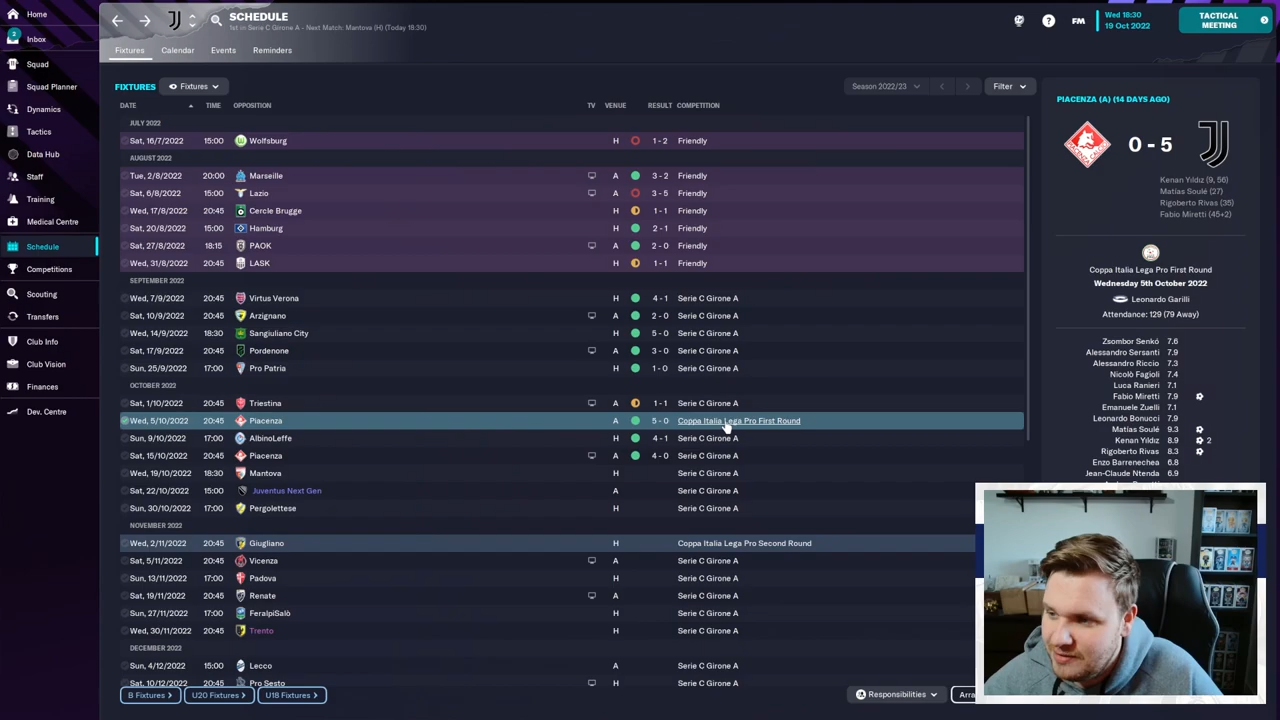 Home
2
Inbox
Squad
Squad Planner
Dynamics
Tactics
Data Hub
Staff
Training
Medical Centre
Schedule
Competitions
Scouting
Transfers
Club Info
Club Vision
Finances
Dev. Centre
SCHEDULE
1st in Serie C Girone A - Next Match: Mantova (H) (Today 18:30)
? FM
Wed 18:30
19 Oct 2022
TACTICAL
MEETING
Fixtures Calendar Events Reminders
FIXTURES Fixtures Season 2022/23 Filter
DATE TIME OPPOSITION TV VENUE RESULT COMPETITION
JULY 2022
Sat, 16/7/2022 15:00 Wolfsburg H 1 - 2 Friendly
AUGUST 2022
Tue, 2/8/2022 20:00 Marseille A 3 - 2 Friendly
Sat, 6/8/2022 15:00 Lazio A 3 - 5 Friendly
Wed, 17/8/2022 20:45 Cercle Brugge H 1 - 1 Friendly
Sat, 20/8/2022 15:00 Hamburg H 2 - 1 Friendly
Sat, 27/8/2022 18:15 PAOK A 2 - 0 Friendly
Wed, 31/8/2022 20:45 LASK H 1 - 1 Friendly
SEPTEMBER 2022
Wed, 7/9/2022 20:45 Virtus Verona H 4 - 1 Serie C Girone A
Sat, 10/9/2022 20:45 Arzignano A 2 - 0 Serie C Girone A
Wed, 14/9/2022 18:30 Sangiuliano City H 5 - 0 Serie C Girone A
Sat, 17/9/2022 20:45 Pordenone A 3 - 0 Serie C Girone A
Sun, 25/9/2022 17:00 Pro Patria H 1 - 0 Serie C Girone A
OCTOBER 2022
Sat, 1/10/2022 20:45 Triestina A 1 - 1 Serie C Girone A
Wed, 5/10/2022 20:45 Piacenza A 5 - 0 Coppa Italia Lega Pro First Round
Sun, 9/10/2022 17:00 AlbinoLeffe H 4 - 1 Serie C Girone A
Sat, 15/10/2022 20:45 Piacenza A 4 - 0 Serie C Girone A
Wed, 19/10/2022 18:30 Mantova H Serie C Girone A
Sat, 22/10/2022 15:00 Juventus Next Gen A Serie C Girone A
Sun, 30/10/2022 17:00 Pergolettese H Serie C Girone A
NOVEMBER 2022
Wed, 2/11/2022 20:45 Giugliano H Coppa Italia Lega Pro Second Round
Sat, 5/11/2022 20:45 Vicenza A Serie C Girone A
Sun, 13/11/2022 17:00 Padova H Serie C Girone A
Sat, 19/11/2022 20:45 Renate A Serie C Girone A
Sun, 27/11/2022 17:00 FeralpiSalò H Serie C Girone A
Wed, 30/11/2022 20:45 Trento H Serie C Girone A
DECEMBER 2022
Sun, 4/12/2022 15:00 Lecco A Serie C Girone A
Sat, 10/12/2022 20:45 Pro Sesto H Serie C Girone A
B Fixtures U20 Fixtures U18 Fixtures Responsibilities Arra
PIACENZA (A) (14 DAYS AGO)
0 - 5
Kenan Yıldız (9, 56)
Matías Soulé (27)
Rigoberto Rivas (35)
Fabio Miretti (45+2)
Coppa Italia Lega Pro First Round
Wednesday 5th October 2022
Leonardo Garilli
Attendance: 129 (79 Away)
Zsombor Senkó 7.6
Alessandro Sersanti 7.9
Alessandro Riccio 7.3
Nicolò Fagioli 7.4
Luca Ranieri 7.1
Fabio Miretti 7.9
Emanuele Zuelli 7.1
Leonardo Bonucci 7.9
Matías Soulé 9.3
Kenan Yıldız 8.9 2
Rigoberto Rivas 8.3
Enzo Barrenechea 6.8
Jean-Claude Ntenda 6.9